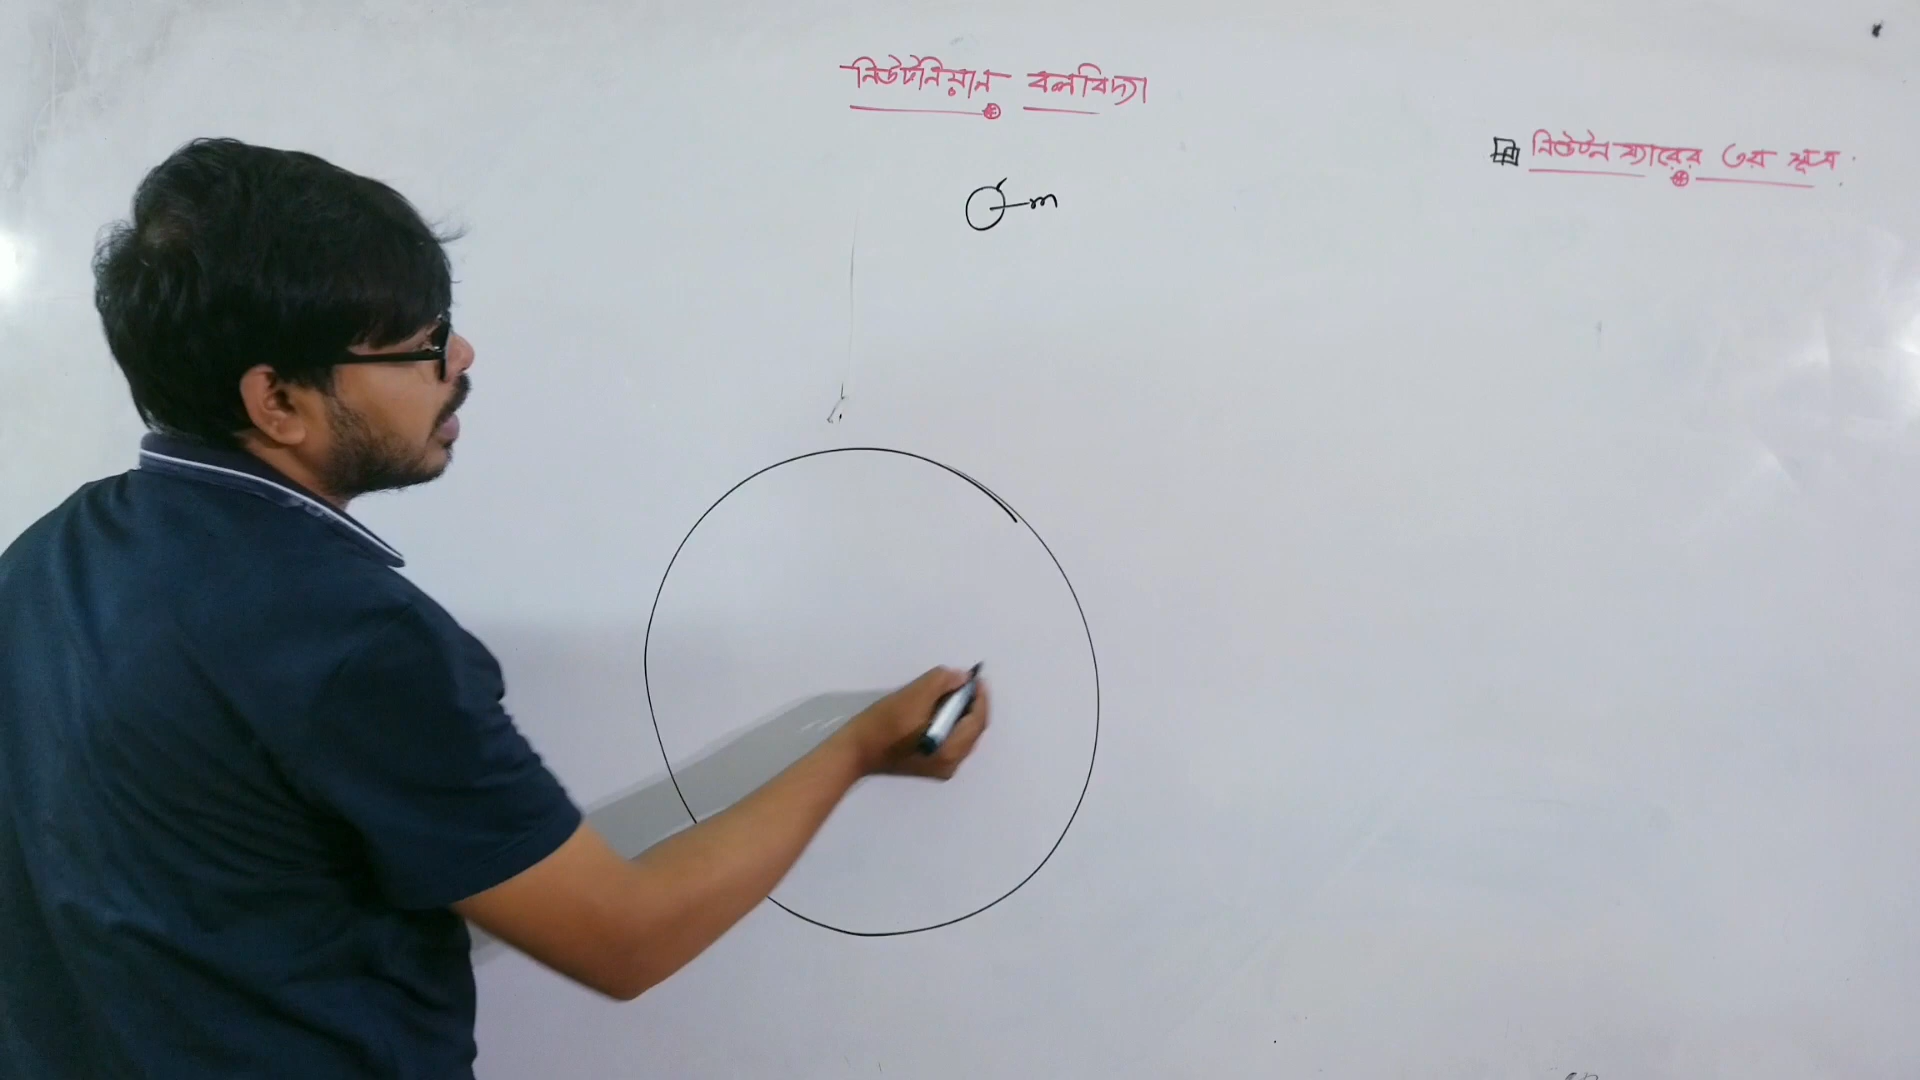 নিউটনিয়ান বলবিদ্যা
m
নিউটন স্যারের ৩য় সূত্র: